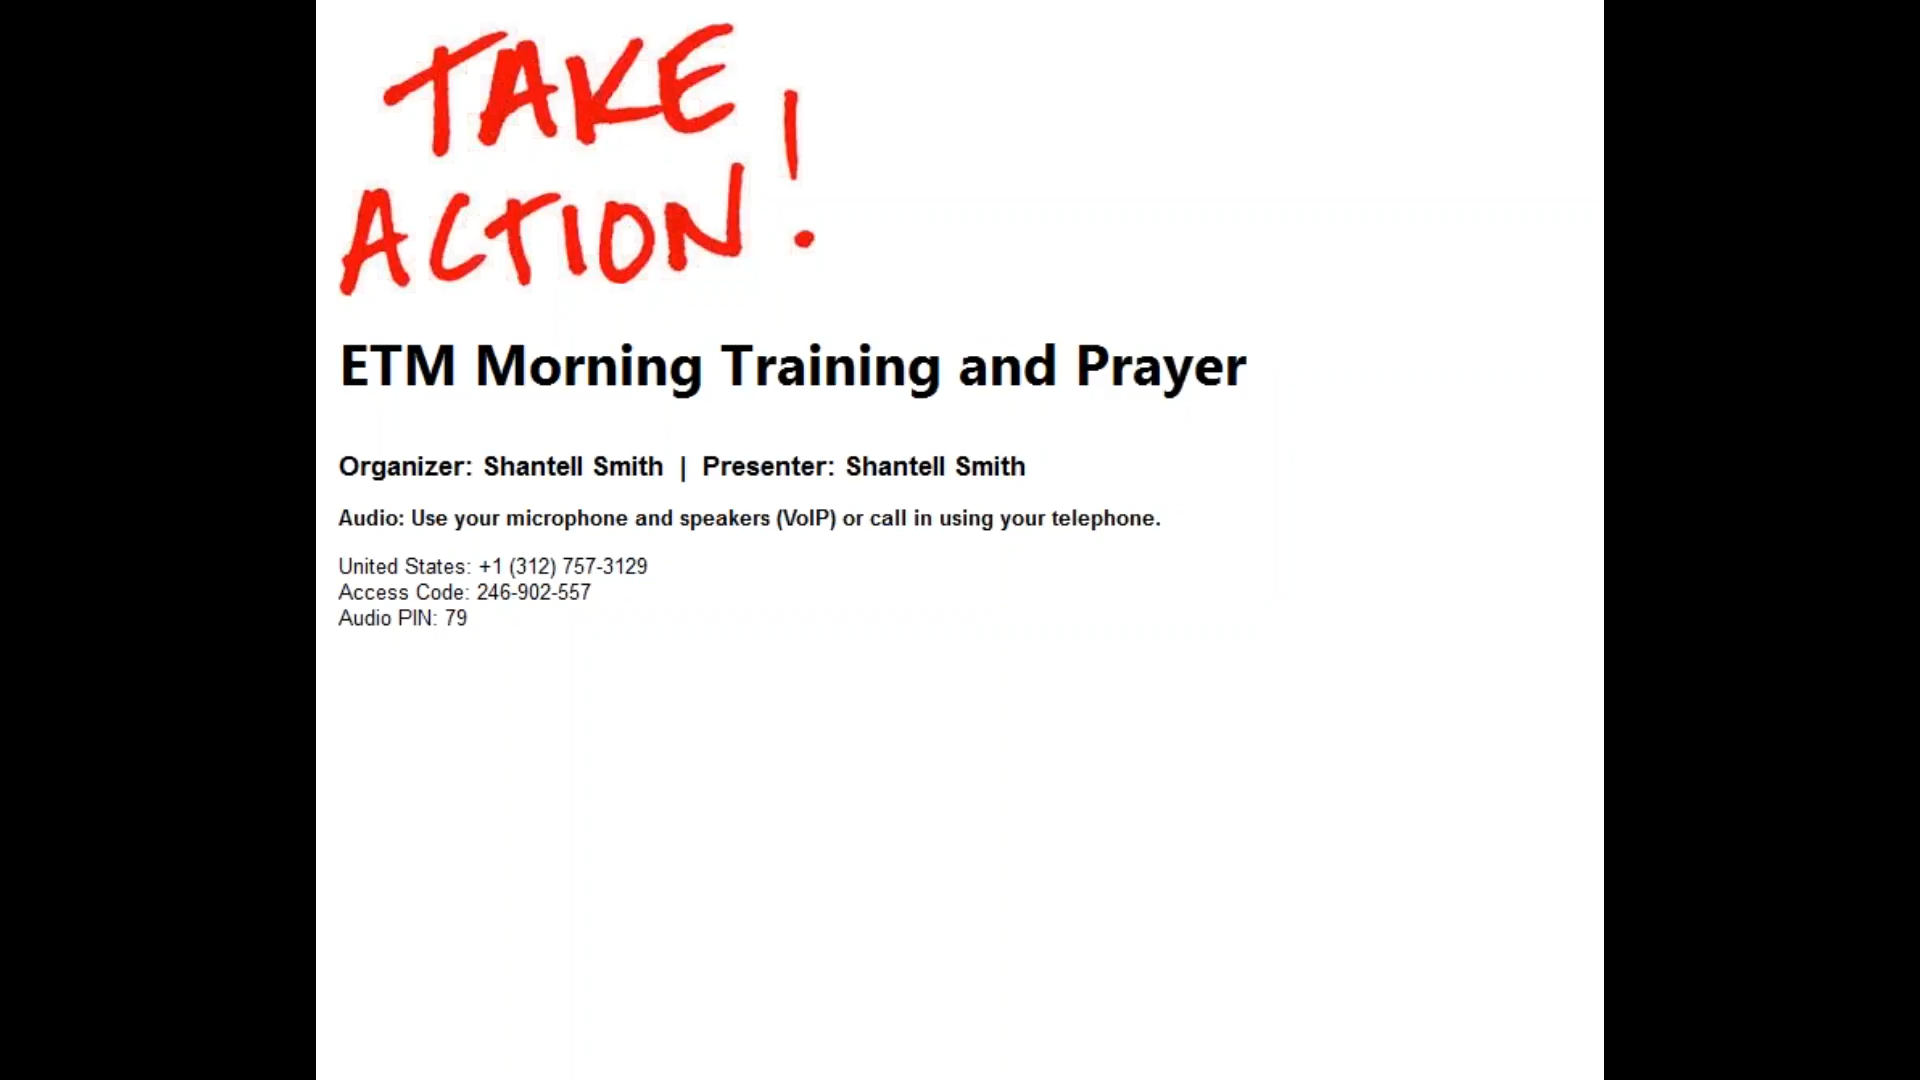 TAKE
ACTION!
ETM Morning Training and Prayer
Organizer: Shantell Smith | Presenter: Shantell Smith
Audio: Use your microphone and speakers (VoIP) or call in using your telephone.
United States: +1 (312) 757-3129
Access Code: 246-902-557
Audio PIN: 79